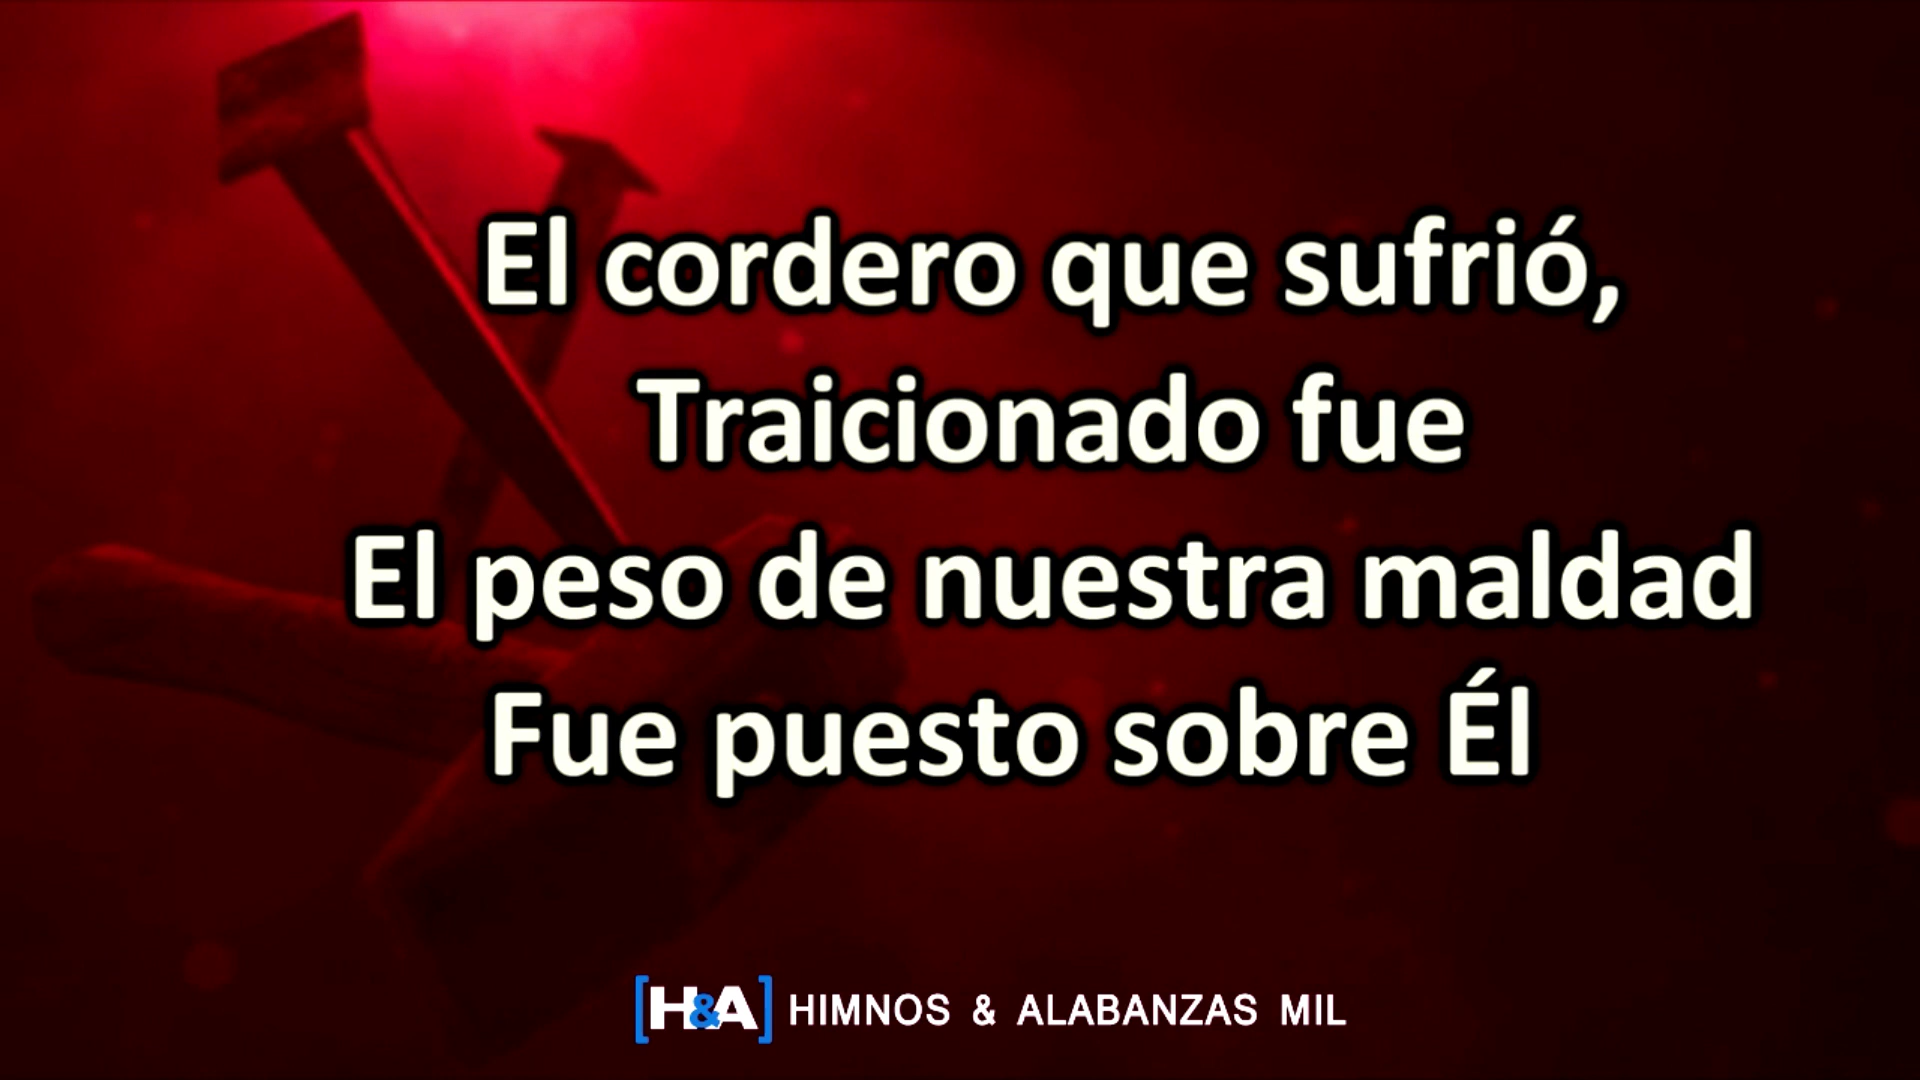 El cordero que sufrió,
Traicionado fue
El peso de nuestra maldad
Fue puesto sobre Él
[H&A] HIMNOS & ALABANZAS MIL